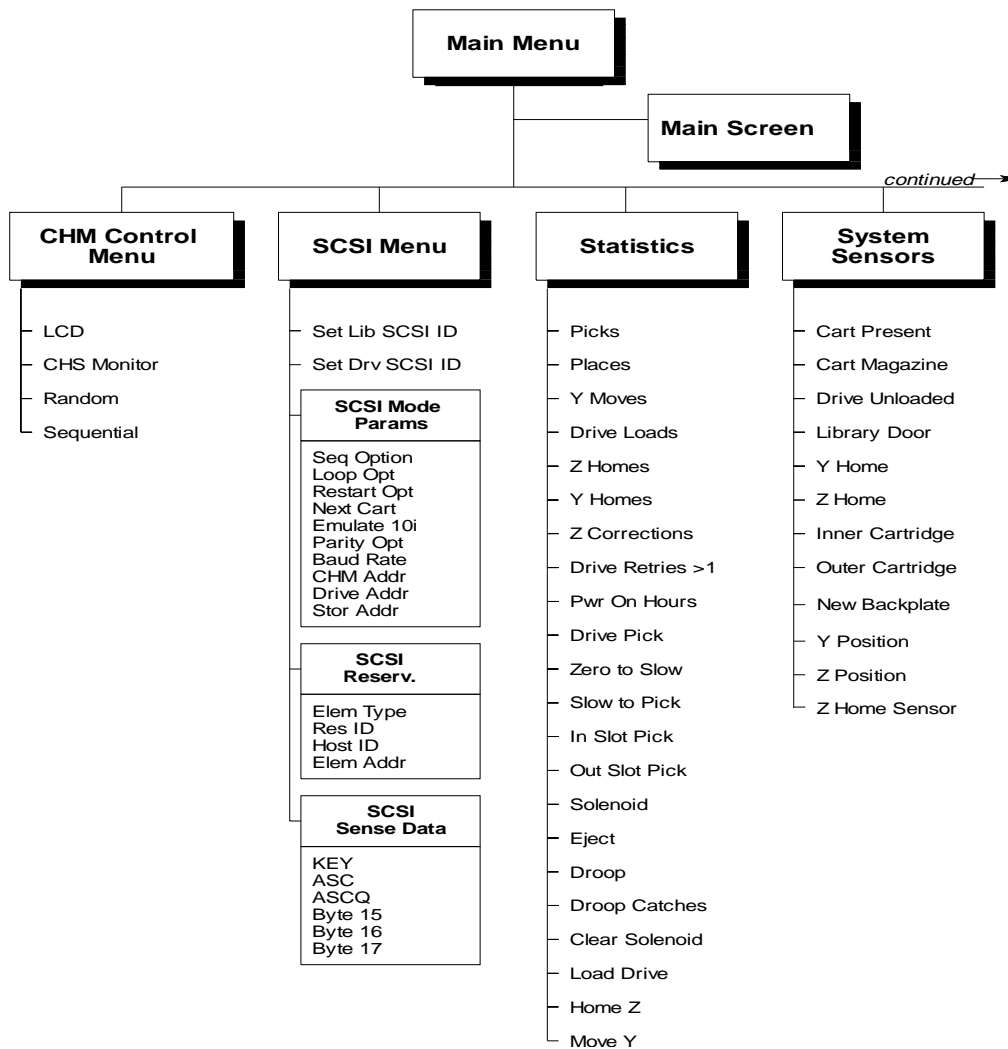 Main Menu
Main Screen
continued
CHM Control
Menu
LCD
CHS Monitor
Random
Sequential
SCSI Menu
Set Lib SCSI ID
Set Drv SCSI ID
SCSI Mode
Params
Seq Option
Loop Opt
Restart Opt
Next Cart
Emulate 10i
Parity Opt
Baud Rate
CHM Addr
Drive Addr
Stor Addr
SCSI
Reserv.
Elem Type
Res ID
Host ID
Elem Addr
SCSI
Sense Data
KEY
ASC
ASCQ
Byte 15
Byte 16
Byte 17
Statistics
Picks
Places
Y Moves
Drive Loads
Z Homes
Y Homes
Z Corrections
Drive Retries >1
Pwr On Hours
Drive Pick
Zero to Slow
Slow to Pick
In Slot Pick
Out Slot Pick
Solenoid
Eject
Droop
Droop Catches
Clear Solenoid
Load Drive
Home Z
Move Y
System
Sensors
Cart Present
Cart Magazine
Drive Unloaded
Library Door
Y Home
Z Home
Inner Cartridge
Outer Cartridge
New Backplate
Y Position
Z Position
Z Home Sensor